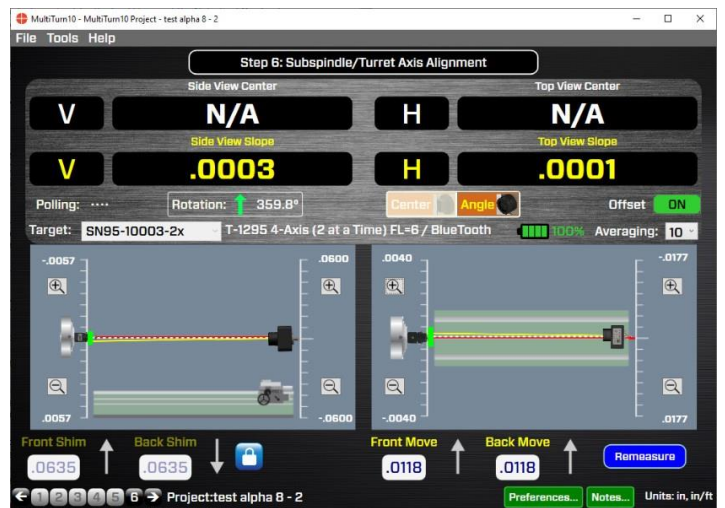 MultiTurn10 - MultiTurn10 Project - test alpha 8 - 2
File Tools Help
Step 6: Subspindle/Turret Axis Alignment
Side View Center Top View Center
V N/A H N/A
Side View Slope Top View Slope
V .0003 H .0001
Polling: .... Rotation: 359.8° Center Angle Offset ON
Target: SN95-10003-2x T-1295 4-Axis (2 at a Time) FL=6 / BlueTooth 100% Averaging: 10
-.0057 .0600 .0040 -.0177
.0057 -.0600 -.0040 .0177
Front Shim Back Shim Front Move Back Move
.0635 .0635 .0118 .0118 Remeasure
1 2 3 4 5 6 Project:test alpha 8 - 2 Preferences... Notes... Units: in, in/ft